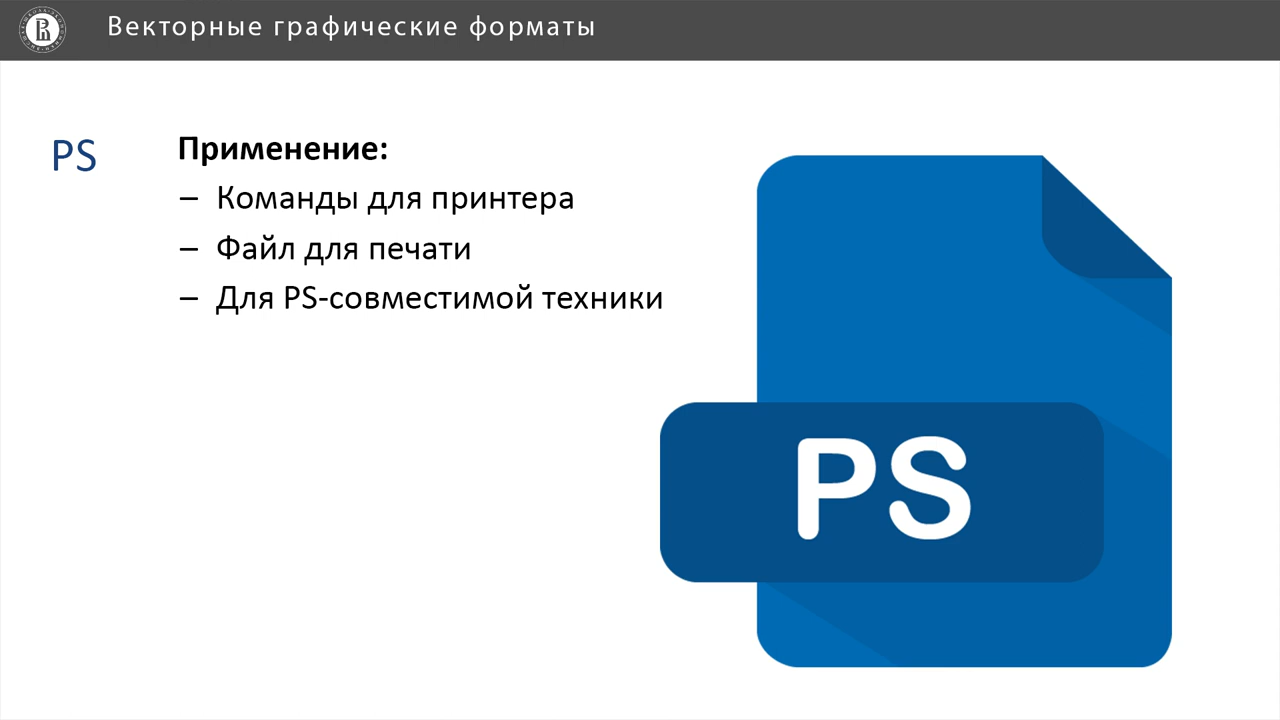 Векторные графические форматы
PS
Применение:
– Команды для принтера
– Файл для печати
– Для PS-совместимой техники
PS